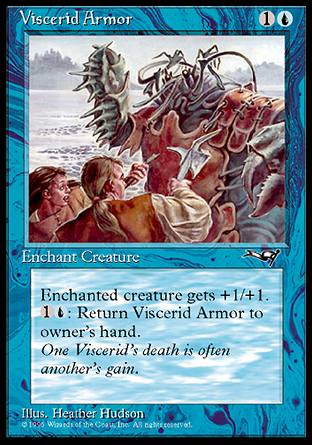 Viscerid Armor 1
Enchant Creature
Enchanted creature gets +1/+1.
1 : Return Viscerid Armor to
owner's hand.
One Viscerid's death is often
another's gain.
Illus. Heather Hudson
©1996 Wizards of the Coast, Inc. All rights reserved.